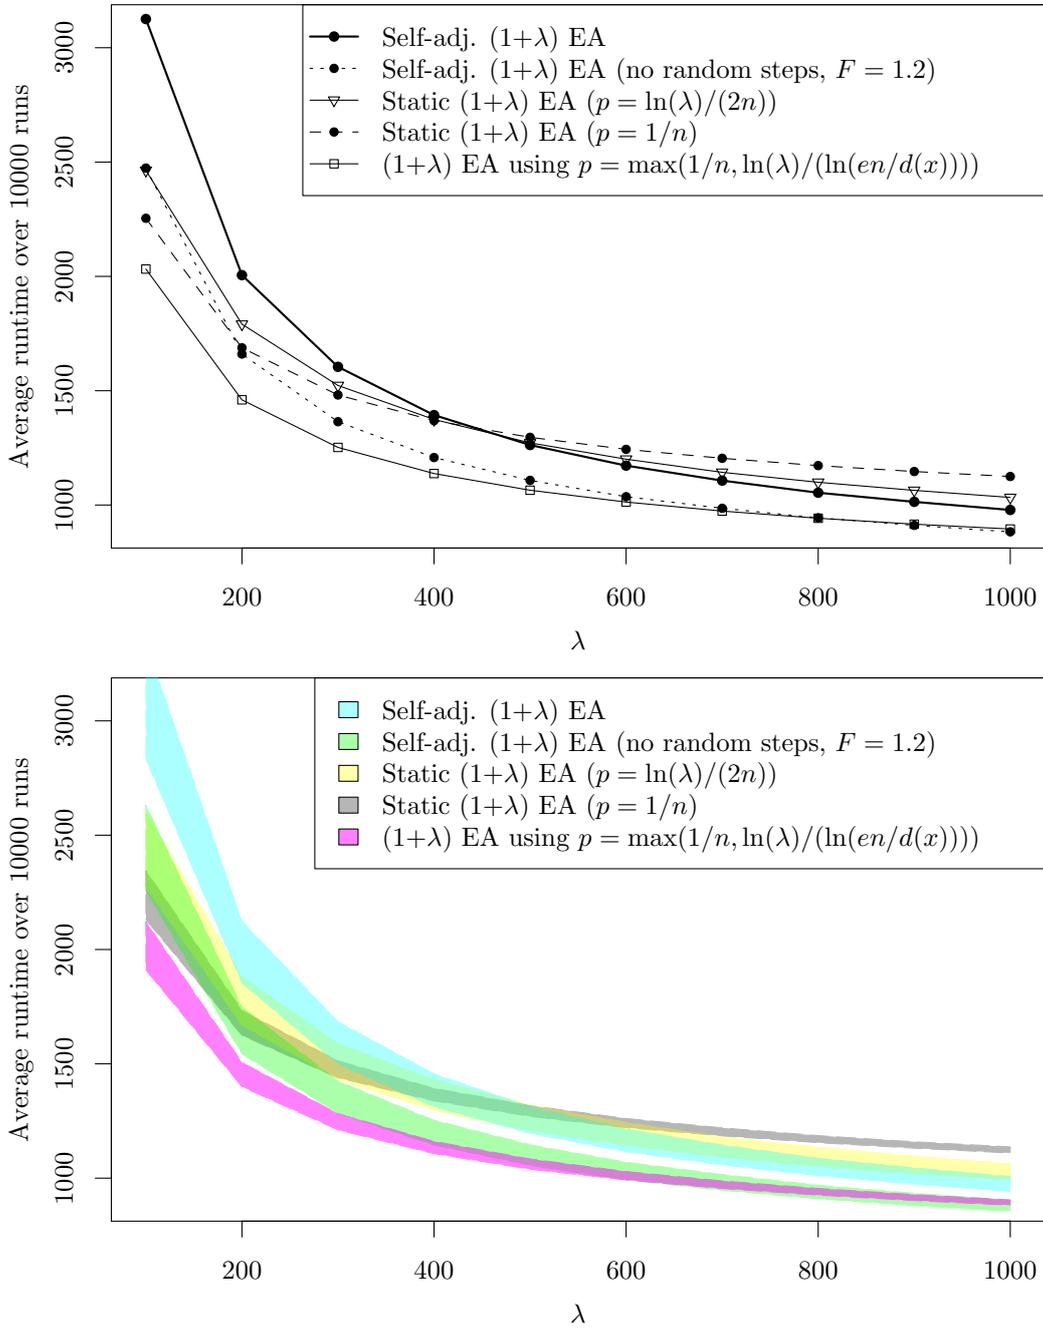 Self-adj. (1+λ) EA
Self-adj. (1+λ) EA (no random steps, F = 1.2)
Static (1+λ) EA (p = ln(λ)/(2n))
Static (1+λ) EA (p = 1/n)
(1+λ) EA using p = max(1/n, ln(λ)/(ln(en/d(x))))
Average runtime over 10000 runs
3000
2500
2000
1500
1000
200 400 600 800 1000
λ
Self-adj. (1+λ) EA
Self-adj. (1+λ) EA (no random steps, F = 1.2)
Static (1+λ) EA (p = ln(λ)/(2n))
Static (1+λ) EA (p = 1/n)
(1+λ) EA using p = max(1/n, ln(λ)/(ln(en/d(x))))
Average runtime over 10000 runs
3000
2500
2000
1500
1000
200 400 600 800 1000
λ